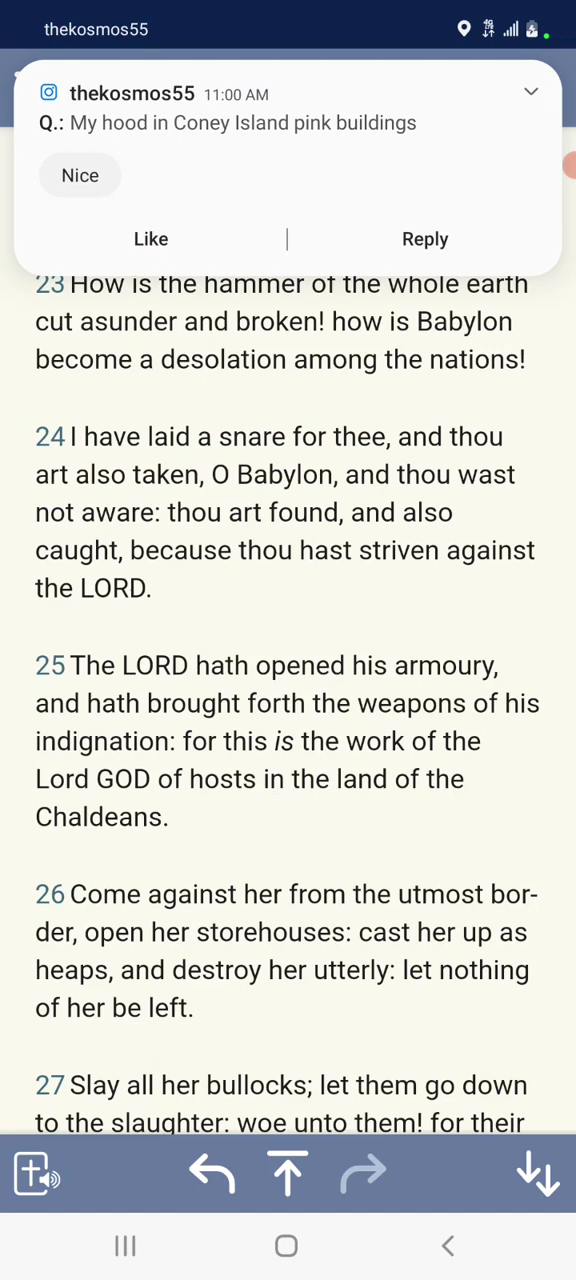 thekosmos55
thekosmos55 11:00 AM
Q.: My hood in Coney Island pink buildings
Nice
Like | Reply
23 How is the hammer of the whole earth
cut asunder and broken! how is Babylon
become a desolation among the nations!
24 I have laid a snare for thee, and thou
art also taken, O Babylon, and thou wast
not aware: thou art found, and also
caught, because thou hast striven against
the LORD.
25 The LORD hath opened his armoury,
and hath brought forth the weapons of his
indignation: for this is the work of the
Lord GOD of hosts in the land of the
Chaldeans.
26 Come against her from the utmost bor-
der, open her storehouses: cast her up as
heaps, and destroy her utterly: let nothing
of her be left.
27 Slay all her bullocks; let them go down
to the slaughter: woe unto them! for their